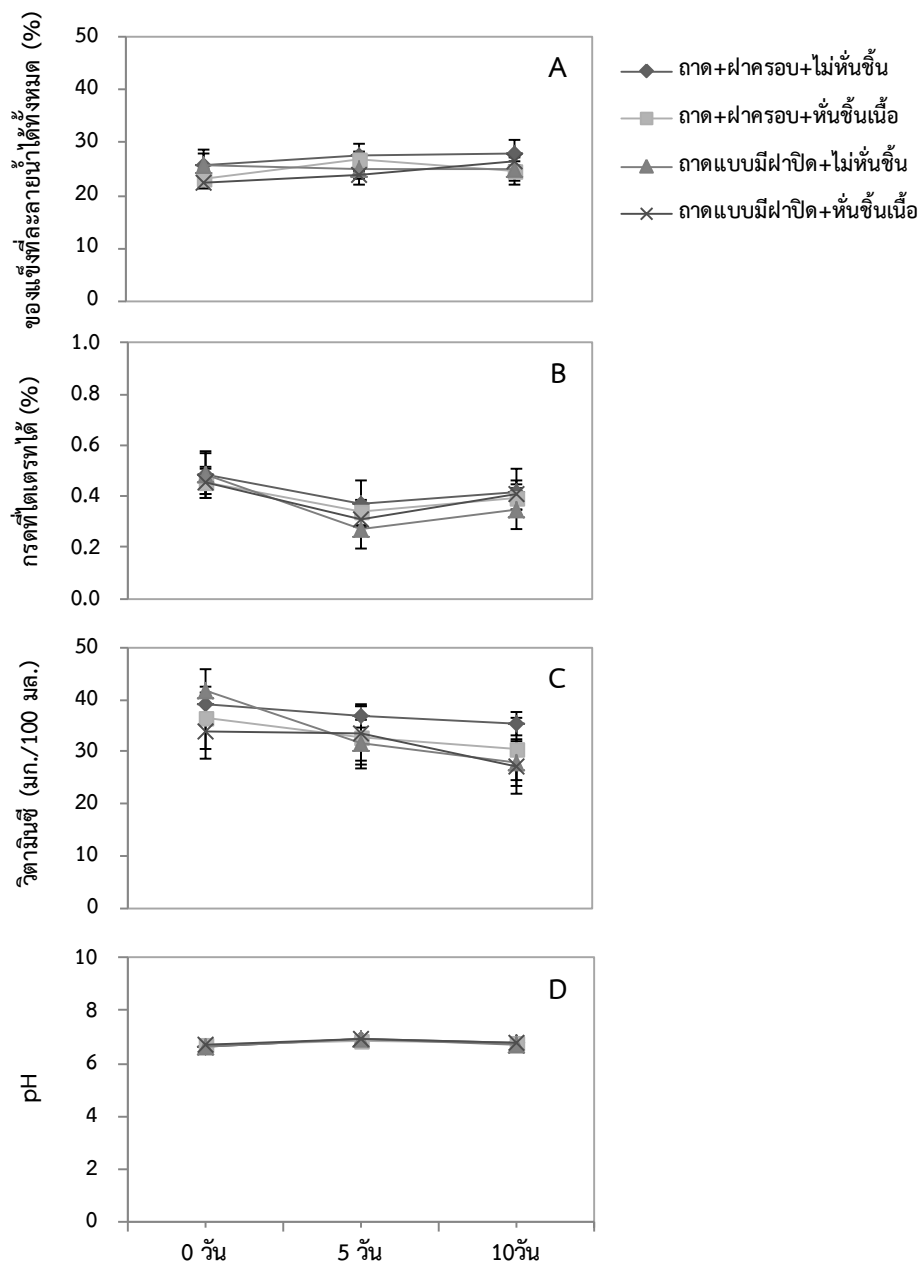 ของแข็งที่ละลายน้ำได้ทั้งหมด (%)
50
40
30
20
10
0
A
ถาด+ฝาครอบ+ไม่หั่นชิ้น
ถาด+ฝาครอบ+หั่นชิ้นเนื้อ
ถาดแบบมีฝาปิด+ไม่หั่นชิ้น
ถาดแบบมีฝาปิด+หั่นชิ้นเนื้อ
กรดที่ไตเตรทได้ (%)
1.0
0.8
0.6
0.4
0.2
0.0
B
วิตามินซี (มก./100 มล.)
50
40
30
20
10
0
C
pH
10
8
6
4
2
0
D
0 วัน
5 วัน
10วัน